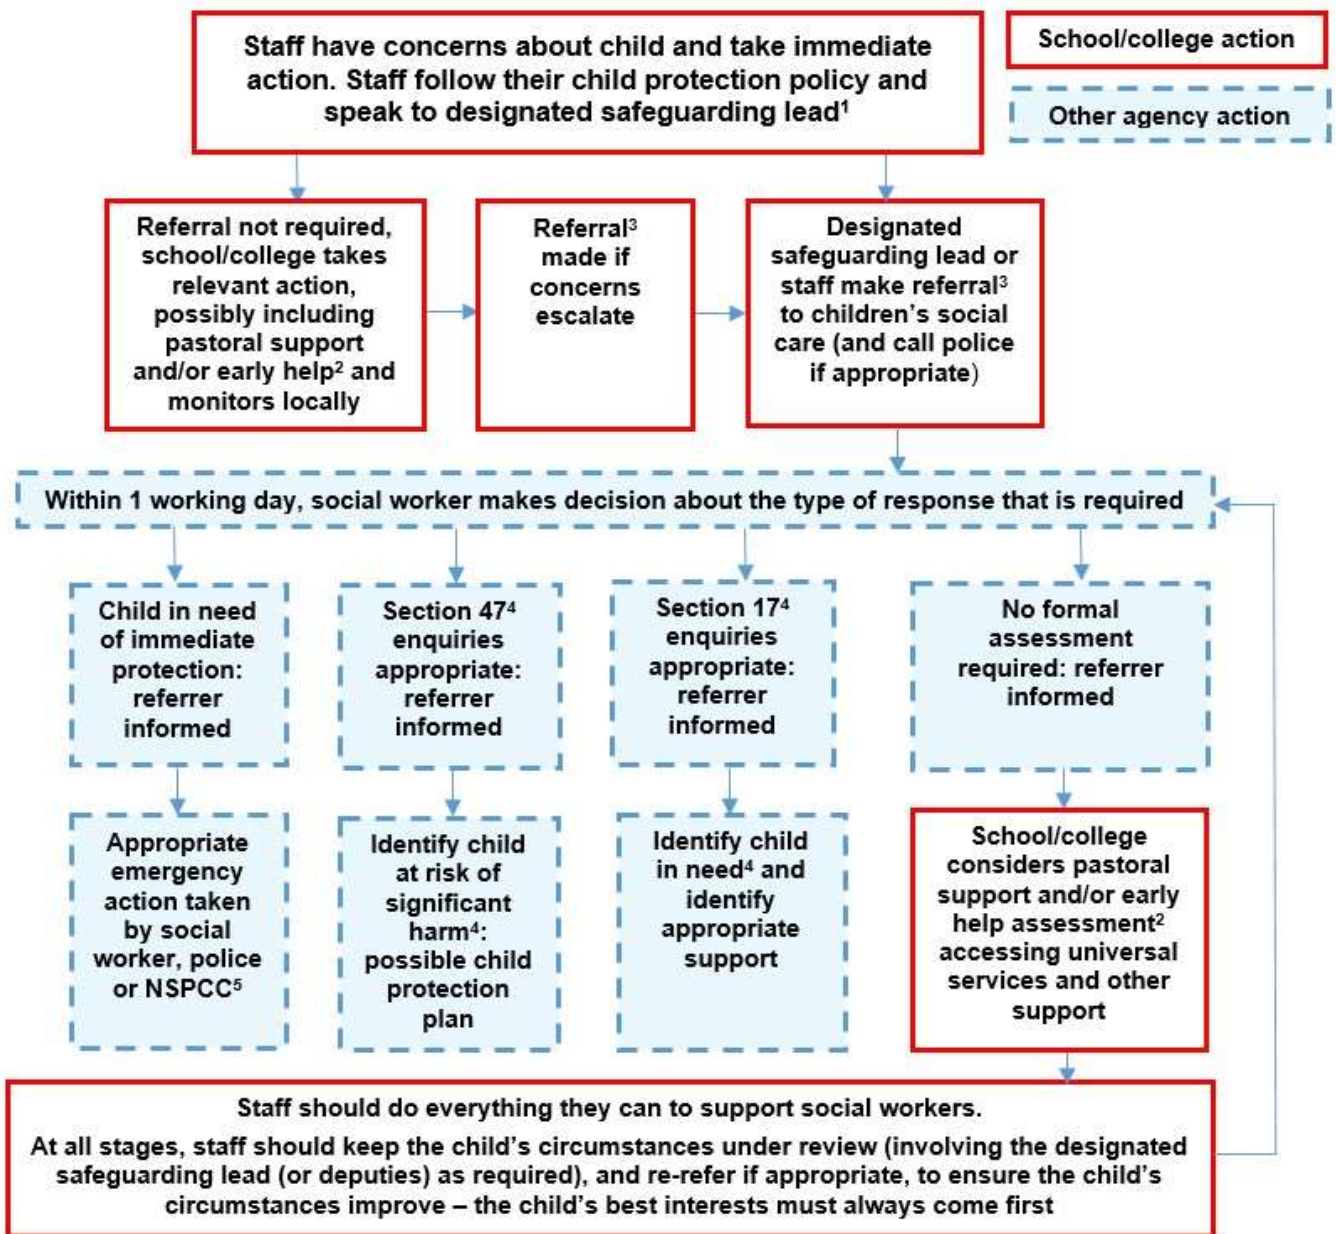 Staff have concerns about child and take immediate
action. Staff follow their child protection policy and
speak to designated safeguarding lead¹
School/college action
Other agency action
Referral not required,
school/college takes
relevant action,
possibly including
pastoral support
and/or early help² and
monitors locally
Referral³
made if
concerns
escalate
Designated
safeguarding lead or
staff make referral³
to children’s social
care (and call police
if appropriate)
Within 1 working day, social worker makes decision about the type of response that is required
Child in need
of immediate
protection:
referrer
informed
Section 47⁴
enquiries
appropriate:
referrer
informed
Section 17⁴
enquiries
appropriate:
referrer
informed
No formal
assessment
required: referrer
informed
Appropriate
emergency
action taken
by social
worker, police
or NSPCC⁵
Identify child
at risk of
significant
harm⁴:
possible child
protection
plan
Identify child
in need⁴ and
identify
appropriate
support
School/college
considers pastoral
support and/or early
help assessment²
accessing universal
services and other
support
Staff should do everything they can to support social workers.
At all stages, staff should keep the child’s circumstances under review (involving the designated
safeguarding lead (or deputies) as required), and re-refer if appropriate, to ensure the child’s
circumstances improve – the child’s best interests must always come first